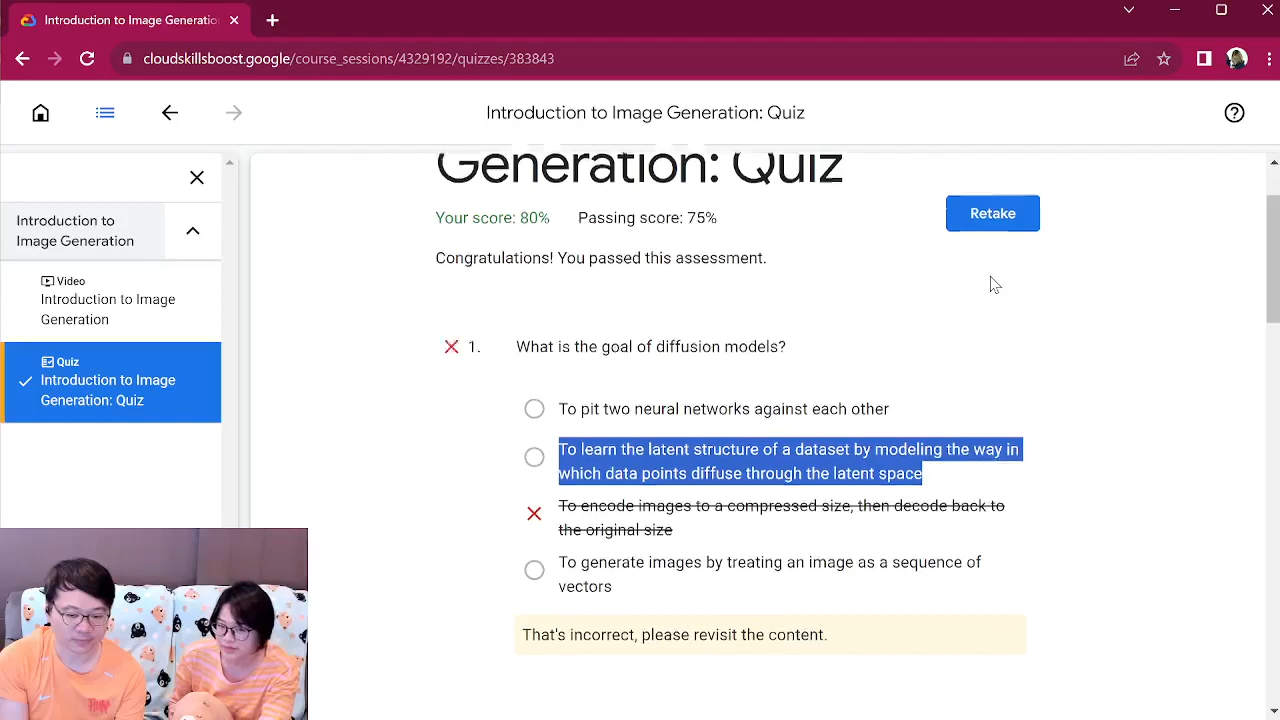 Introduction to Image Generatio
cloudskillsboost.google/course_sessions/4329192/quizzes/383843
Introduction to Image Generation: Quiz
Introduction to
Image Generation
Video
Introduction to Image
Generation
Quiz
Introduction to Image
Generation: Quiz
Generation: Quiz
Your score: 80% Passing score: 75%
Retake
Congratulations! You passed this assessment.
1. What is the goal of diffusion models?
To pit two neural networks against each other
To learn the latent structure of a dataset by modeling the way in
which data points diffuse through the latent space
To encode images to a compressed size, then decode back to
the original size
To generate images by treating an image as a sequence of
vectors
That's incorrect, please revisit the content.